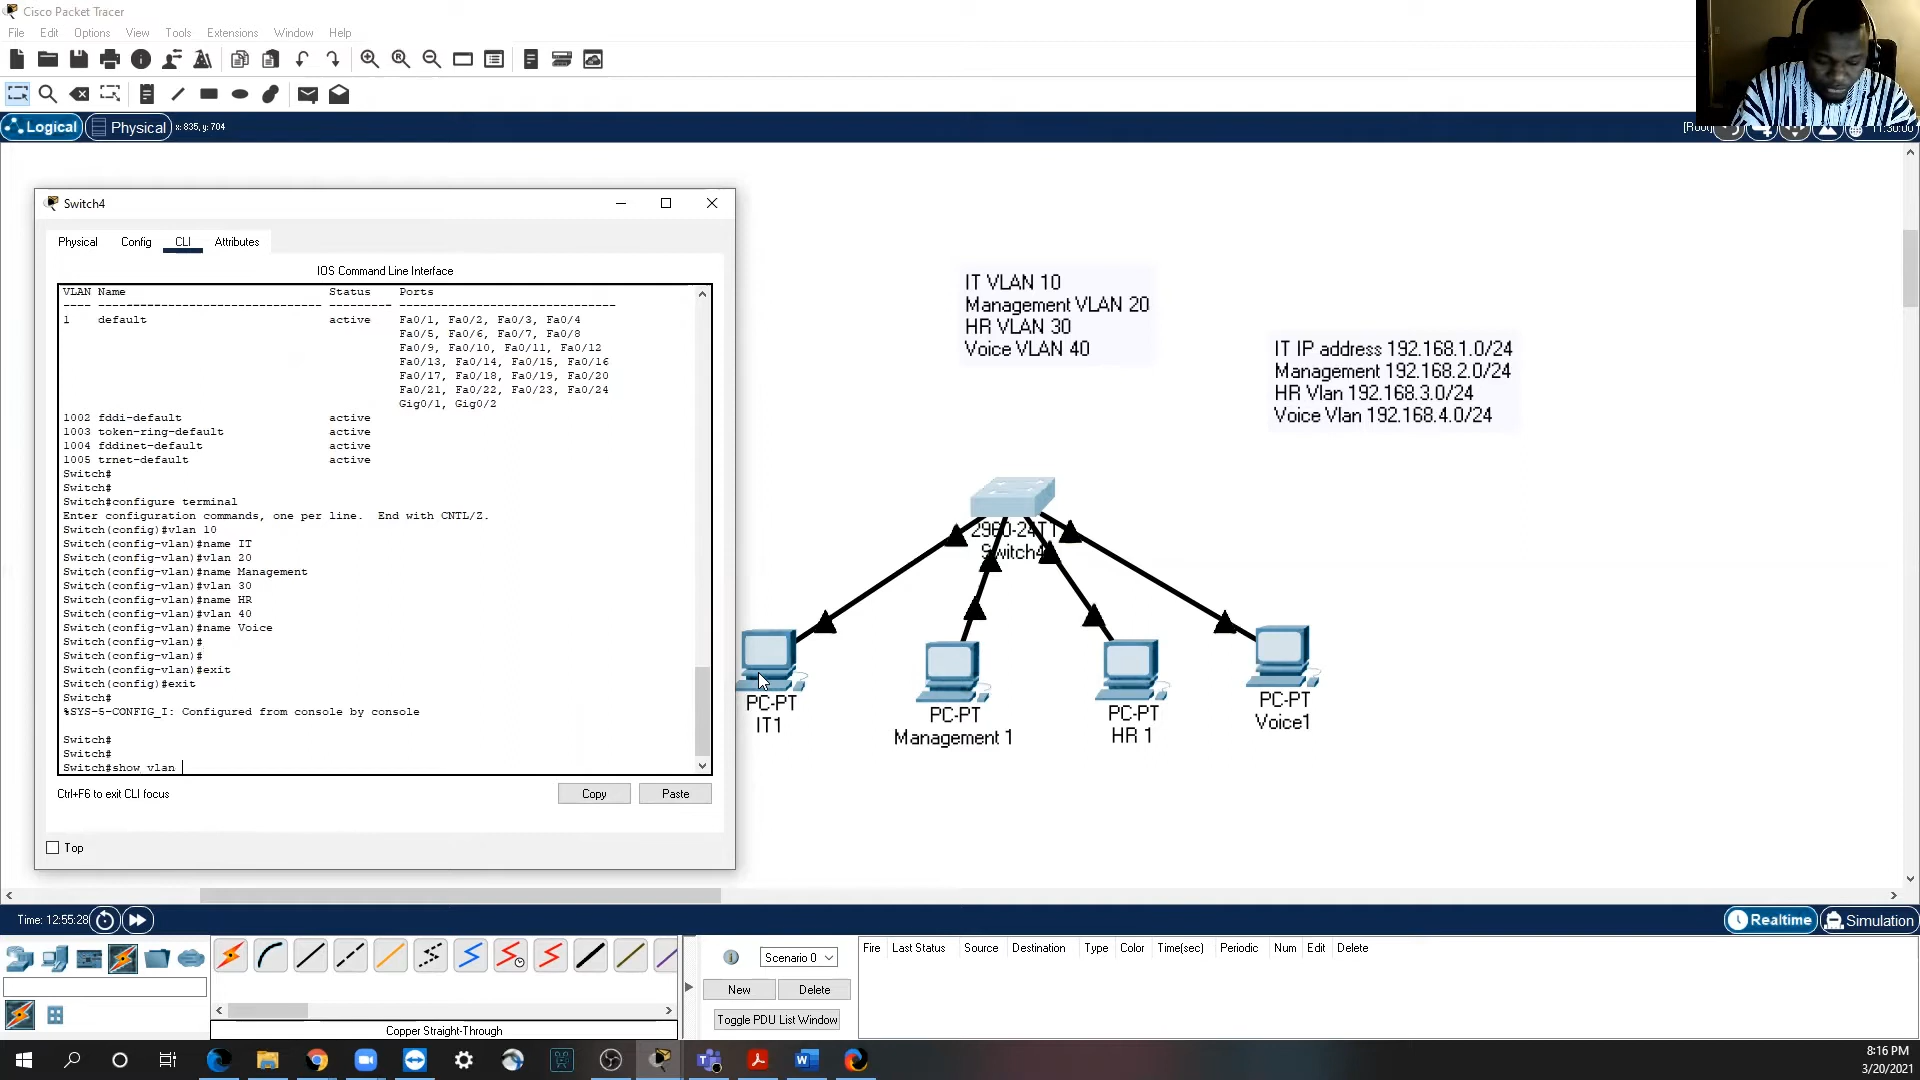 Cisco Packet Tracer
File Edit Options View Tools Extensions Window Help
Logical Physical x: 835, y: 704
[Root] 11:30:00
Switch4
Physical Config CLI Attributes
IOS Command Line Interface
VLAN Name Status Ports
---- -------------------------------- --------- -------------------------------
1 default active Fa0/1, Fa0/2, Fa0/3, Fa0/4
Fa0/5, Fa0/6, Fa0/7, Fa0/8
Fa0/9, Fa0/10, Fa0/11, Fa0/12
Fa0/13, Fa0/14, Fa0/15, Fa0/16
Fa0/17, Fa0/18, Fa0/19, Fa0/20
Fa0/21, Fa0/22, Fa0/23, Fa0/24
Gig0/1, Gig0/2
1002 fddi-default active
1003 token-ring-default active
1004 fddinet-default active
1005 trnet-default active
Switch#
Switch#
Switch#configure terminal
Enter configuration commands, one per line. End with CNTL/Z.
Switch(config)#vlan 10
Switch(config-vlan)#name IT
Switch(config-vlan)#vlan 20
Switch(config-vlan)#name Management
Switch(config-vlan)#vlan 30
Switch(config-vlan)#name HR
Switch(config-vlan)#vlan 40
Switch(config-vlan)#name Voice
Switch(config-vlan)#
Switch(config-vlan)#
Switch(config-vlan)#exit
Switch(config)#exit
Switch#
%SYS-5-CONFIG_I: Configured from console by console
Switch#
Switch#
Switch#show vlan
Ctrl+F6 to exit CLI focus
Copy Paste
Top
IT VLAN 10
Management VLAN 20
HR VLAN 30
Voice VLAN 40
IT IP address 192.168.1.0/24
Management 192.168.2.0/24
HR Vlan 192.168.3.0/24
Voice Vlan 192.168.4.0/24
2960-24TT
Switch4
PC-PT
IT1
PC-PT
Management 1
PC-PT
HR 1
PC-PT
Voice1
Time: 12:55:28
Realtime Simulation
Scenario 0
New Delete
Toggle PDU List Window
Fire Last Status Source Destination Type Color Time(sec) Periodic Num Edit Delete
Copper Straight-Through
8:16 PM
3/20/2021